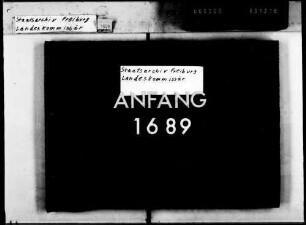 Staatsarchiv Freiburg
Landeskommissär
Staatsarchiv Freiburg
Landeskommissär
ANFANG
1689